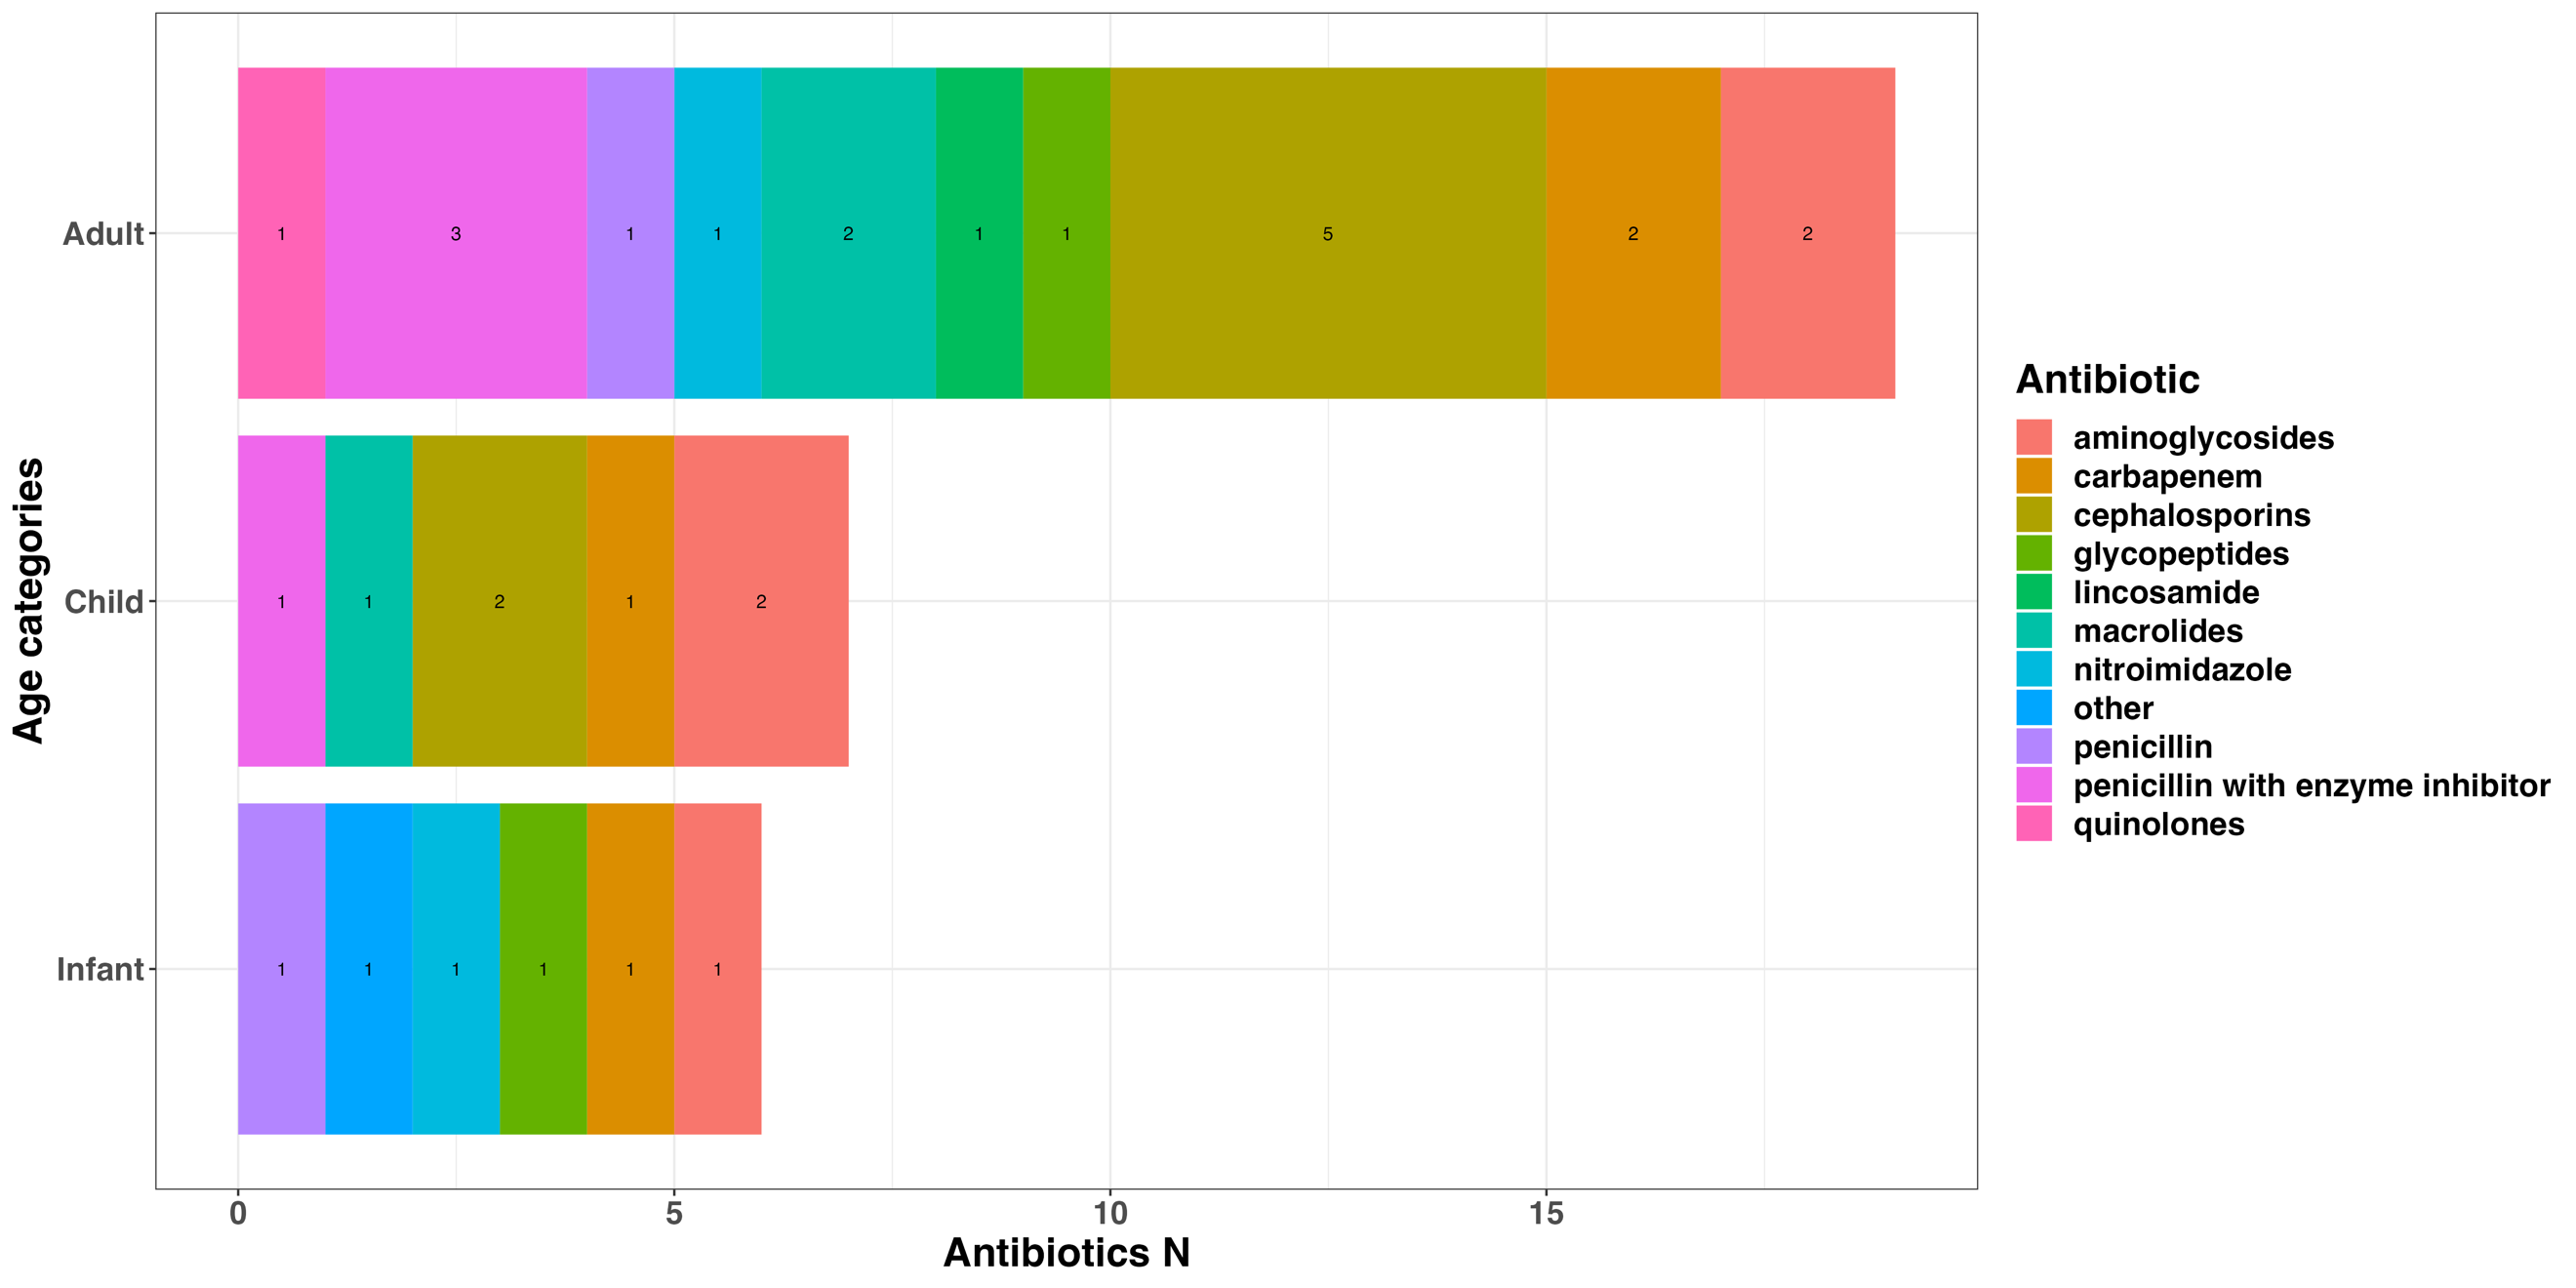 Adult
1 3 1 1 2 1 1 5 2 2
Child
1 1 2 1 2
Infant
1 1 1 1 1 1
0 5 10 15
Antibiotics N
Age categories
Antibiotic
aminoglycosides
carbapenem
cephalosporins
glycopeptides
lincosamide
macrolides
nitroimidazole
other
penicillin
penicillin with enzyme inhibitor
quinolones